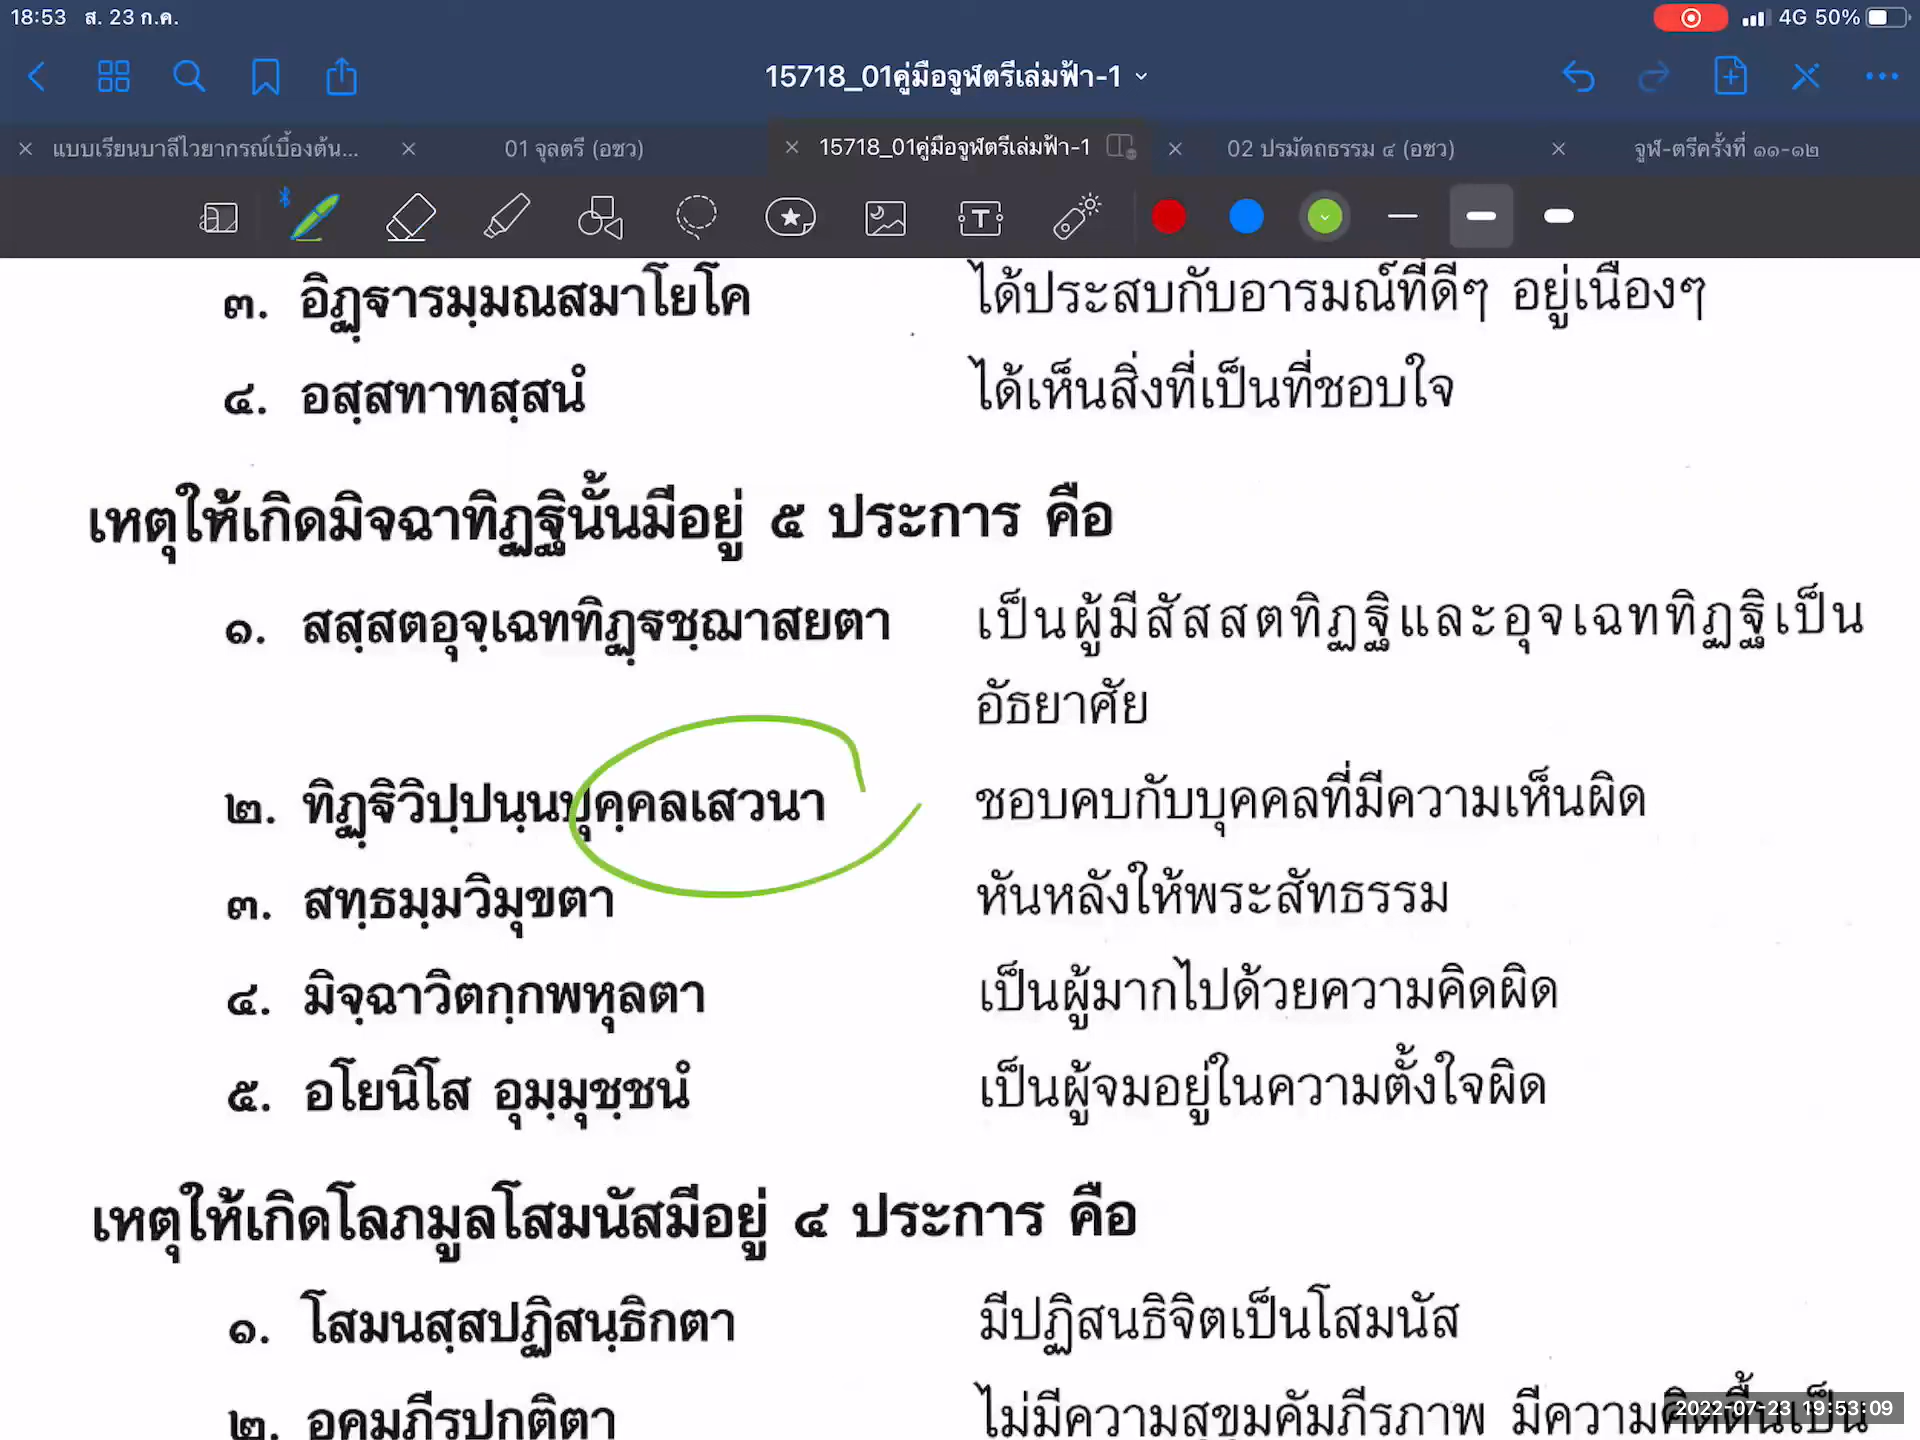 18:53 ส. 23 ก.ค.
4G 50%
15718_01คู่มือจูฬตรีเล่มฟ้า-1
แบบเรียนบาลีไวยากรณ์เบื้องต้น...
01 จุลตรี (อชว)
15718_01คู่มือจูฬตรีเล่มฟ้า-1
02 ปรมัตถธรรม ๔ (อชว)
จูฬ-ตรีครั้งที่ ๑๑-๑๒
๓. อิฏฺฐารมฺมณสมาโยโค ได้ประสบกับอารมณ์ที่ดีๆ อยู่เนืองๆ
๔. อสฺสทาทสฺสนํ ได้เห็นสิ่งที่เป็นที่ชอบใจ
เหตุให้เกิดมิจฉาทิฏฐินั้นมีอยู่ ๕ ประการ คือ
๑. สสฺสตอุจฺเฉททิฏฺฐชฺฌาสยตา เป็นผู้มีสัสสตทิฏฐิและอุจเฉททิฏฐิเป็น
อัธยาศัย
๒. ทิฏฺฐิวิปฺปนฺนปุคฺคลเสวนา ชอบคบกับบุคคลที่มีความเห็นผิด
๓. สทฺธมฺมวิมุขตา หันหลังให้พระสัทธรรม
๔. มิจฺฉาวิตกฺกพหุลตา เป็นผู้มากไปด้วยความคิดผิด
๕. อโยนิโส อุมฺมุชฺชนํ เป็นผู้จมอยู่ในความตั้งใจผิด
เหตุให้เกิดโลภมูลโสมนัสมีอยู่ ๔ ประการ คือ
๑. โสมนสฺสปฏิสนฺธิกตา มีปฏิสนธิจิตเป็นโสมนัส
๒. อคมภีรปกติตา ไม่มีความสุขุมคัมภีรภาพ มีความคิดตื้นเป็น
2022-07-23 19:53:09